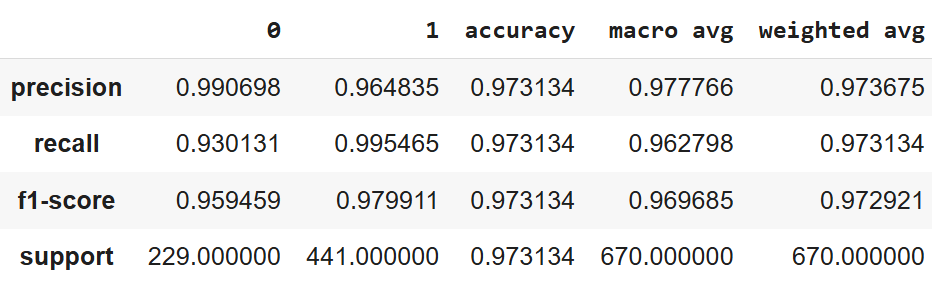 0 1 accuracy macro avg weighted avg
precision 0.990698 0.964835 0.973134 0.977766 0.973675
recall 0.930131 0.995465 0.973134 0.962798 0.973134
f1-score 0.959459 0.979911 0.973134 0.969685 0.972921
support 229.000000 441.000000 0.973134 670.000000 670.000000